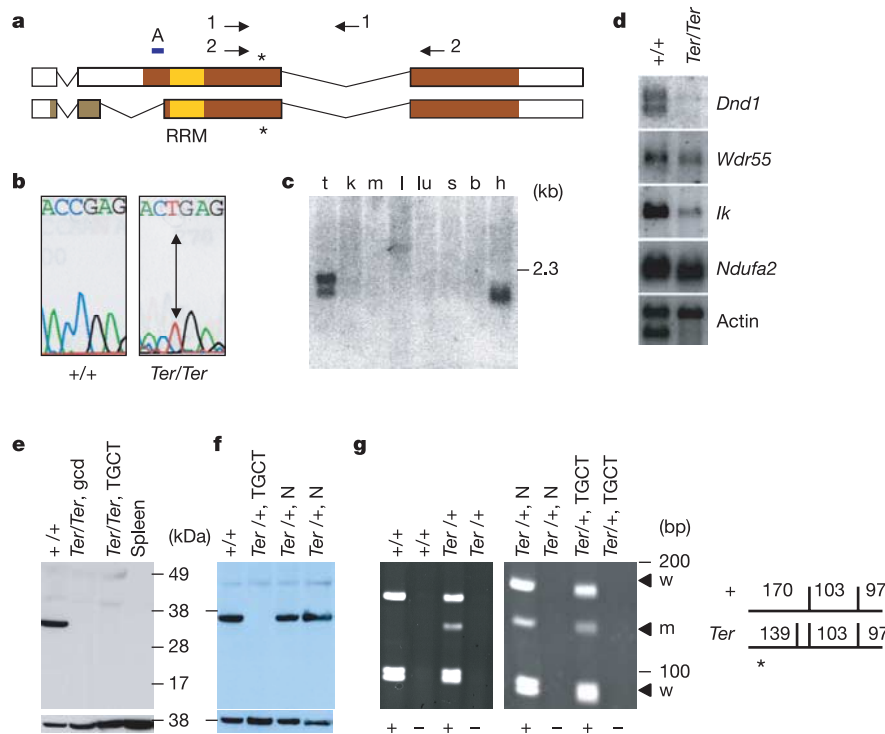 a
1
1
A
2
*
2
RRM
*
b
ACCGAG
ACTGAG
+/+
Ter/Ter
c
t k m l lu s b h
(kb)
2.3
d
+/+
Ter/Ter
Dnd1
Wdr55
Ik
Ndufa2
Actin
e
+/+
Ter/Ter, gcd
Ter/Ter, TGCT
Spleen
(kDa)
49
38
28
17
38
f
+/+
Ter/+, TGCT
Ter/+, N
Ter/+, N
g
+/+
+/+
Ter/+
Ter/+
Ter/+, N
Ter/+, N
Ter/+, TGCT
Ter/+, TGCT
(bp)
200
w
m
100
w
+ − + − + − + −
+ 170 103 97
Ter 139 103 97
*